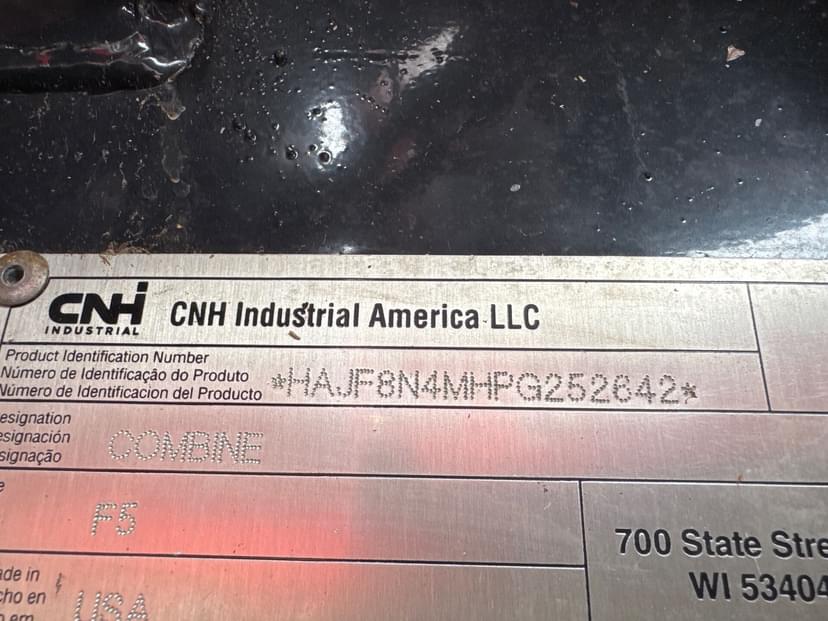 CNH INDUSTRIAL CNH Industrial America LLC
Product Identification Number
Número de Identificação do Produto
Número de Identificacion del Producto
*HAJF8N4MHPG252642*
esignation
esignación
signação
COMBINE
e
F5
700 State Stre
WI 53404
ade in
cho en
o em
USA